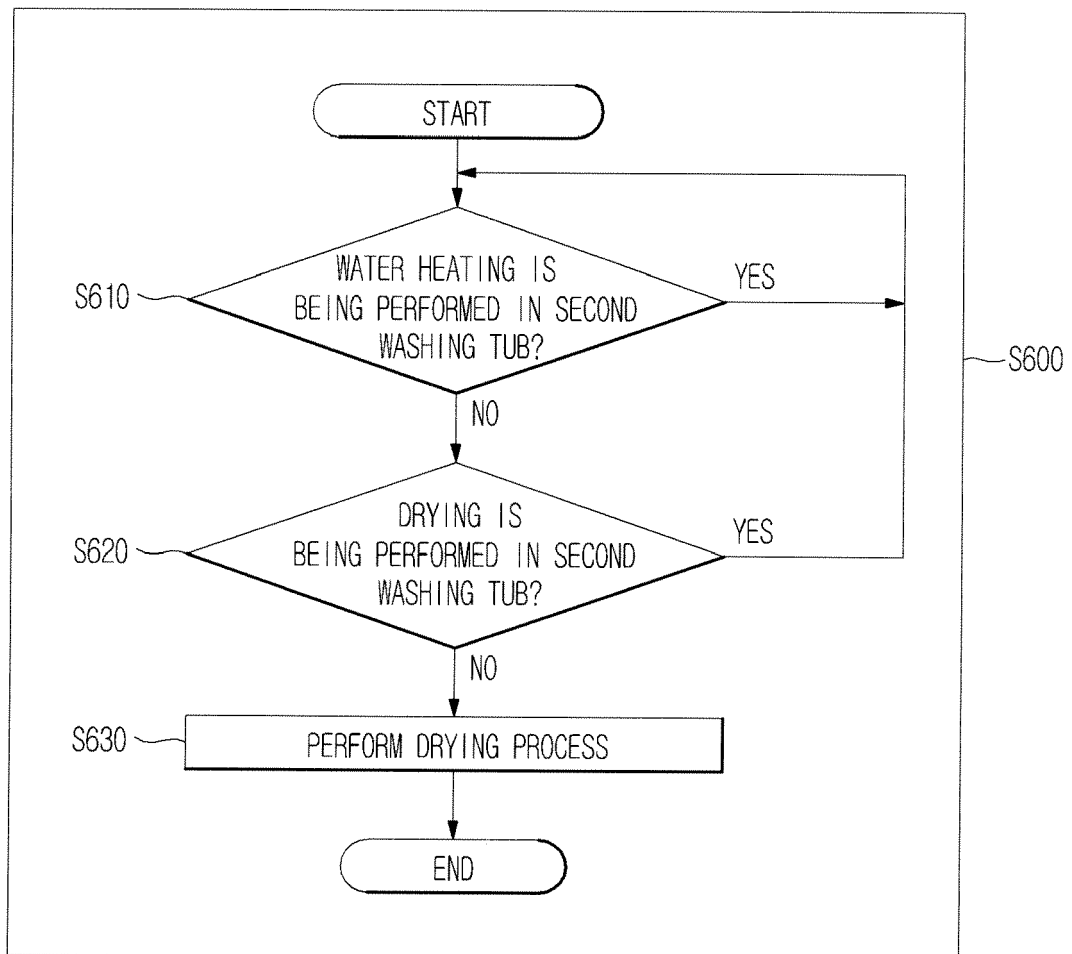 START
S610
WATER HEATING IS
BEING PERFORMED IN SECOND
WASHING TUB?
YES
S600
NO
S620
DRYING IS
BEING PERFORMED IN SECOND
WASHING TUB?
YES
NO
S630
PERFORM DRYING PROCESS
END